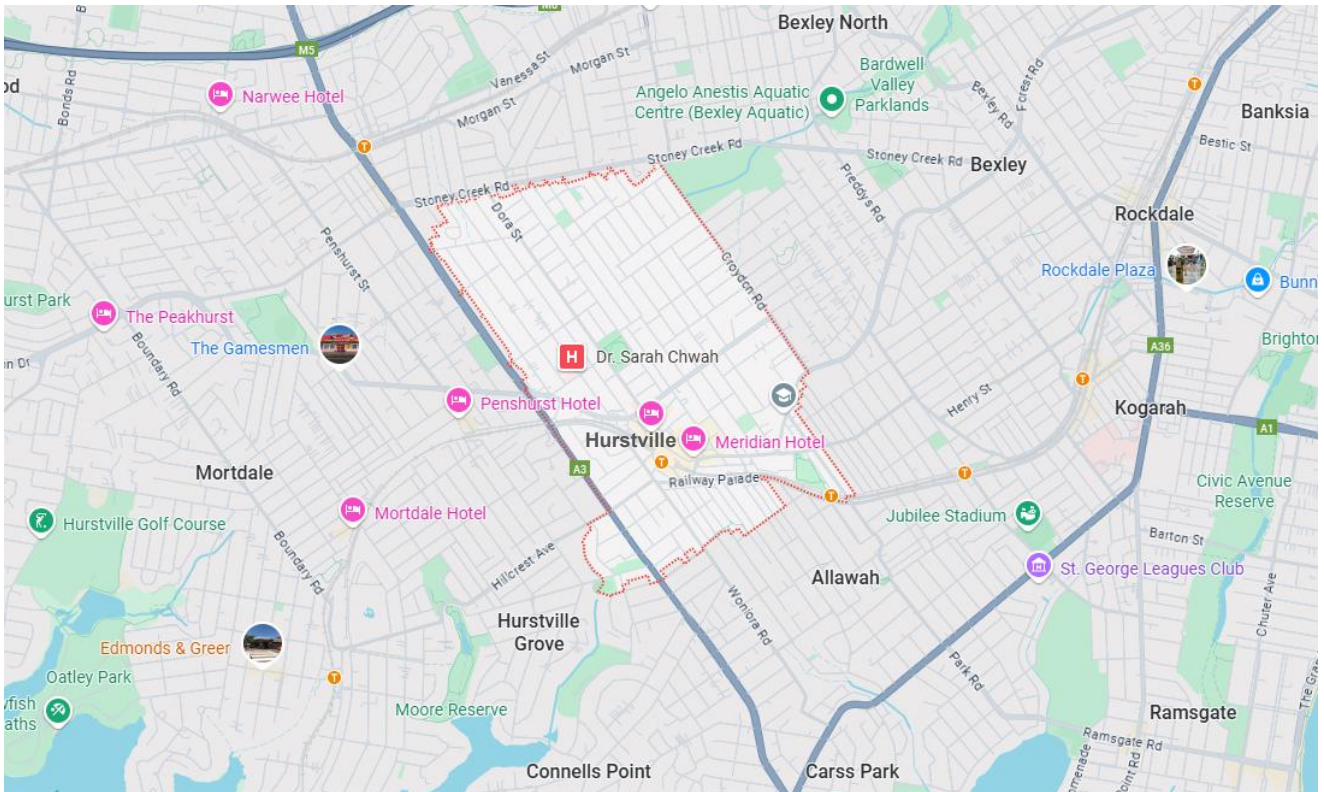 M8
Bexley North
M5
Vanessa St
Morgan St
Bardwell
Valley
Parklands
Forest Rd
Bonds Rd
Narwee Hotel
Angelo Anestis Aquatic
Centre (Bexley Aquatic)
Bexley Rd
Banksia
Morgan St
Bestic St
Stoney Creek Rd
Stoney Creek Rd
Bexley
Stoney Creek Rd
Preddys Rd
Dora St
Rockdale
Penshurst St
Croydon Rd
Rockdale Plaza
Bunn
urst Park
The Peakhurst
The Gamesmen
Brighton
A36
H
Dr. Sarah Chwah
Boundary Rd
Penshurst Hotel
Henry St
Kogarah
A1
Hurstville
Meridian Hotel
Mortdale
A3
Railway Parade
Civic Avenue
Reserve
Mortdale Hotel
Jubilee Stadium
Hurstville Golf Course
Barton St
Hillcrest Ave
Boundary Rd
St. George Leagues Club
Allawah
Woniora Rd
Chuter Ave
Hurstville
Grove
Edmonds & Greer
Oatley Park
Park Rd
Moore Reserve
Ramsgate
Ramsgate Rd
Connells Point
Carss Park